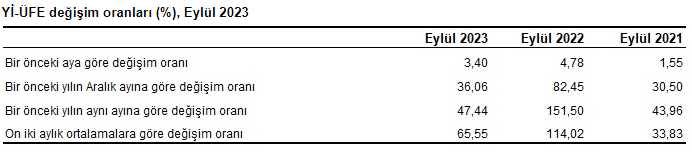 Yİ-ÜFE değişim oranları (%), Eylül 2023
Eylül 2023 Eylül 2022 Eylül 2021
Bir önceki aya göre değişim oranı 3,40 4,78 1,55
Bir önceki yılın Aralık ayına göre değişim oranı 36,06 82,45 30,50
Bir önceki yılın aynı ayına göre değişim oranı 47,44 151,50 43,96
On iki aylık ortalamalara göre değişim oranı 65,55 114,02 33,83